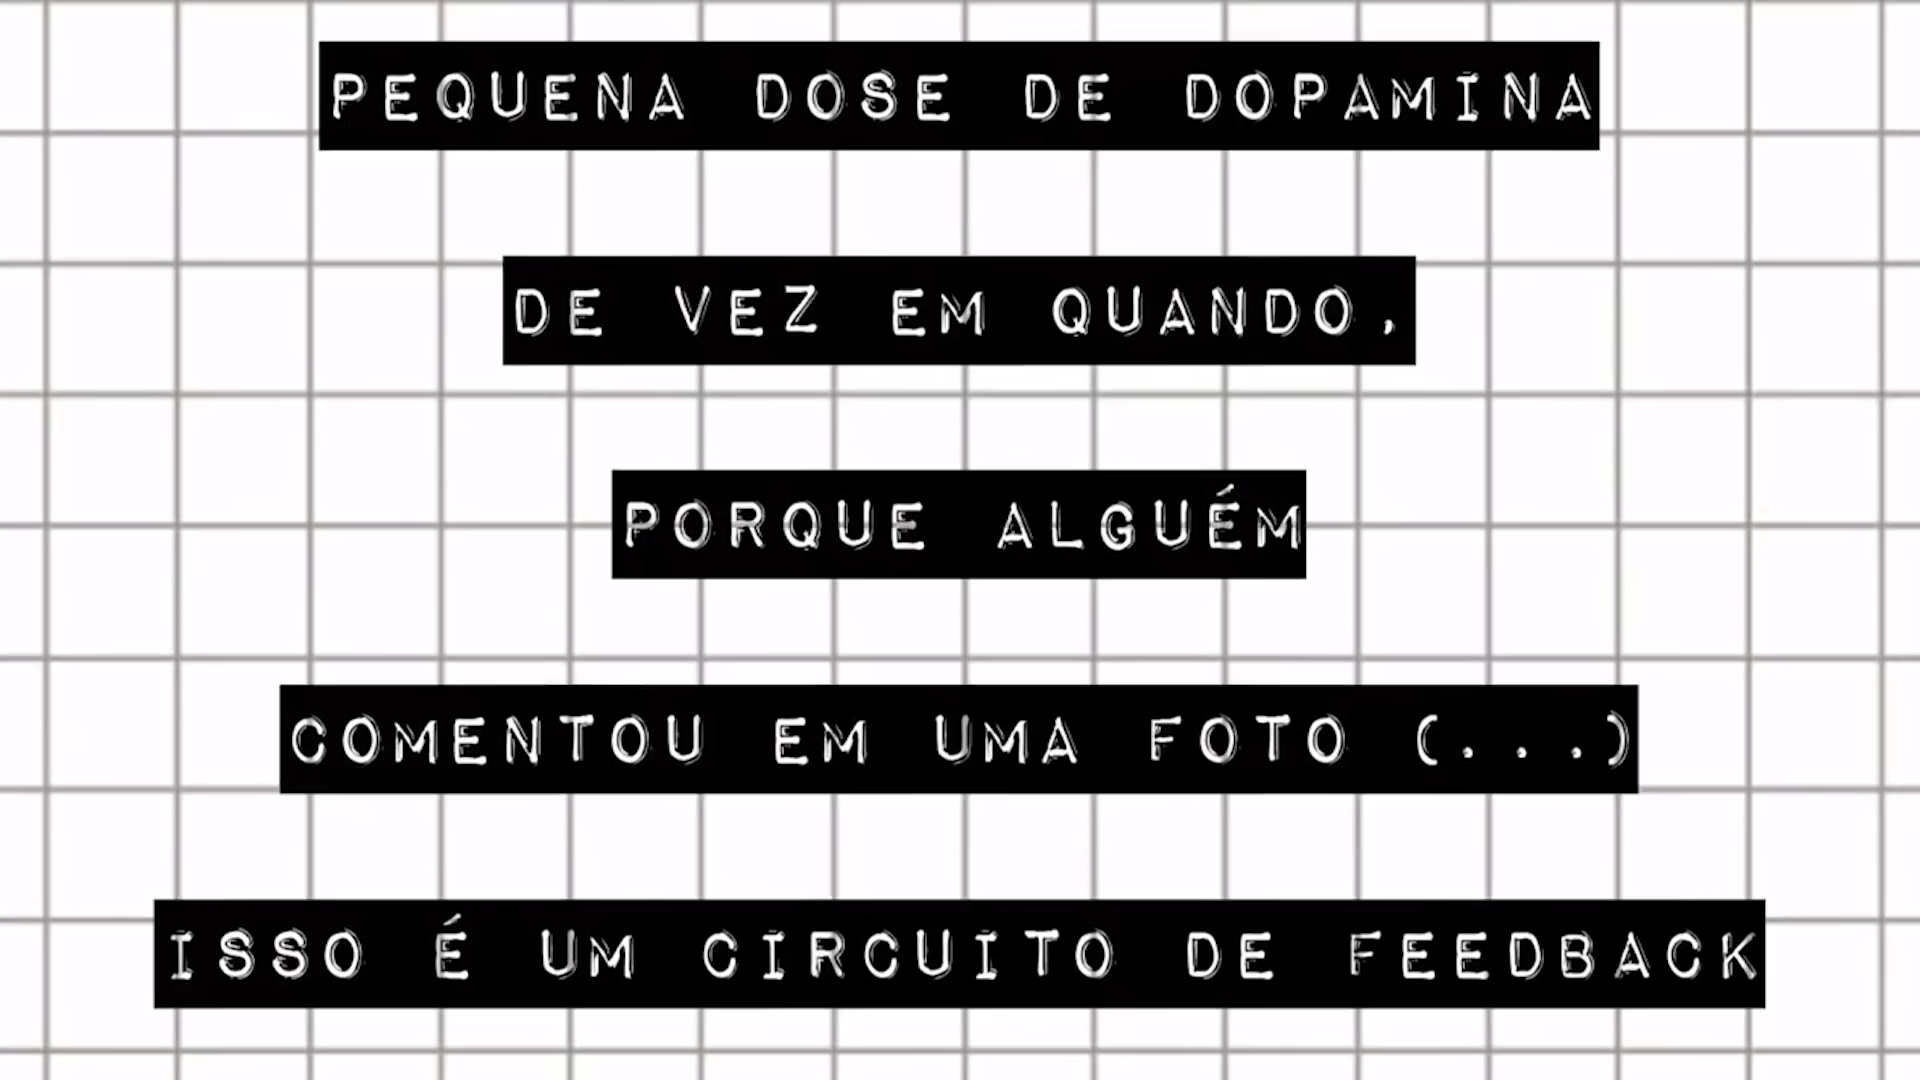 PEQUENA DOSE DE DOPAMINA
DE VEZ EM QUANDO,
PORQUE ALGUÉM
COMENTOU EM UMA FOTO (...)
ISSO É UM CIRCUITO DE FEEDBACK